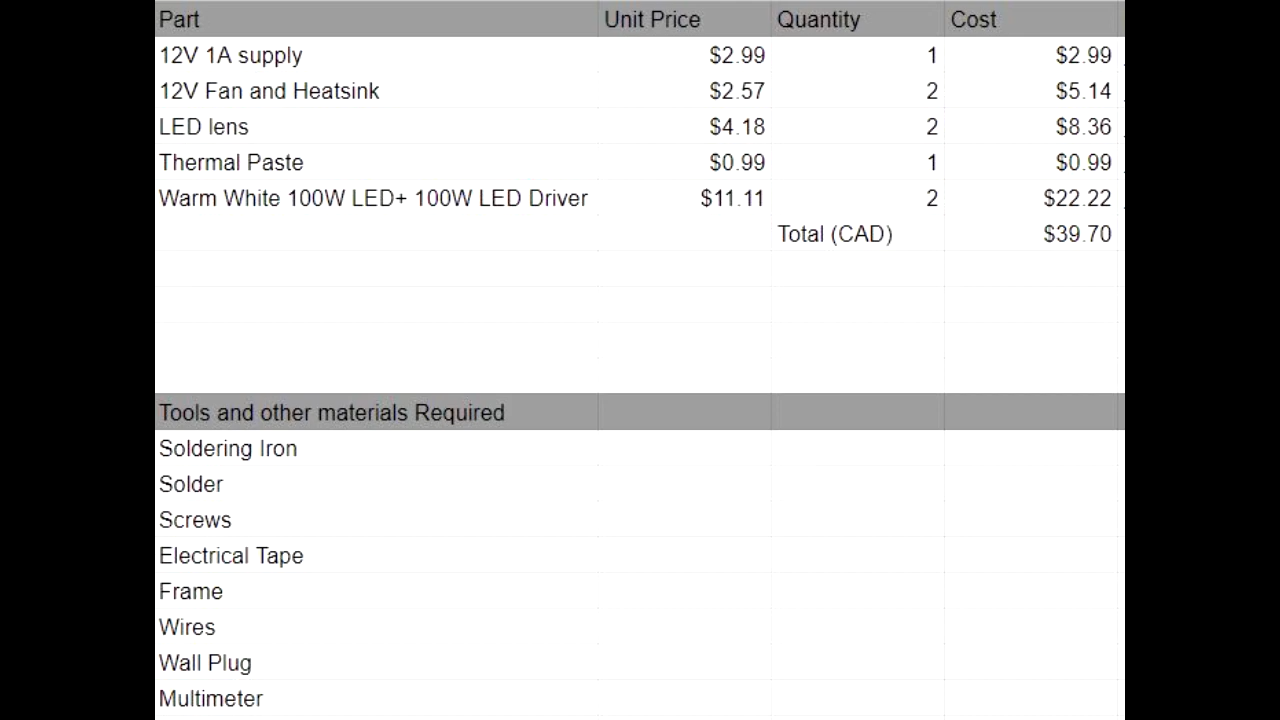 Part Unit Price Quantity Cost
12V 1A supply $2.99 1 $2.99
12V Fan and Heatsink $2.57 2 $5.14
LED lens $4.18 2 $8.36
Thermal Paste $0.99 1 $0.99
Warm White 100W LED+ 100W LED Driver $11.11 2 $22.22
Total (CAD) $39.70
Tools and other materials Required
Soldering Iron
Solder
Screws
Electrical Tape
Frame
Wires
Wall Plug
Multimeter